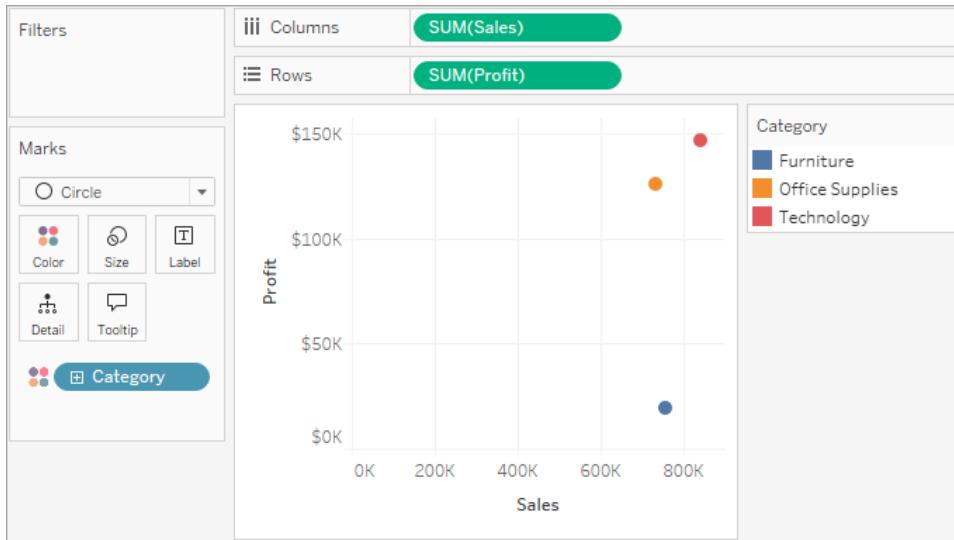 Filters
Columns
SUM(Sales)
Rows
SUM(Profit)
Marks
Circle
Color
Size
T
Label
Detail
Tooltip
Category
$150K
$100K
$50K
$0K
Profit
0K
200K
400K
600K
800K
Sales
Category
Furniture
Office Supplies
Technology